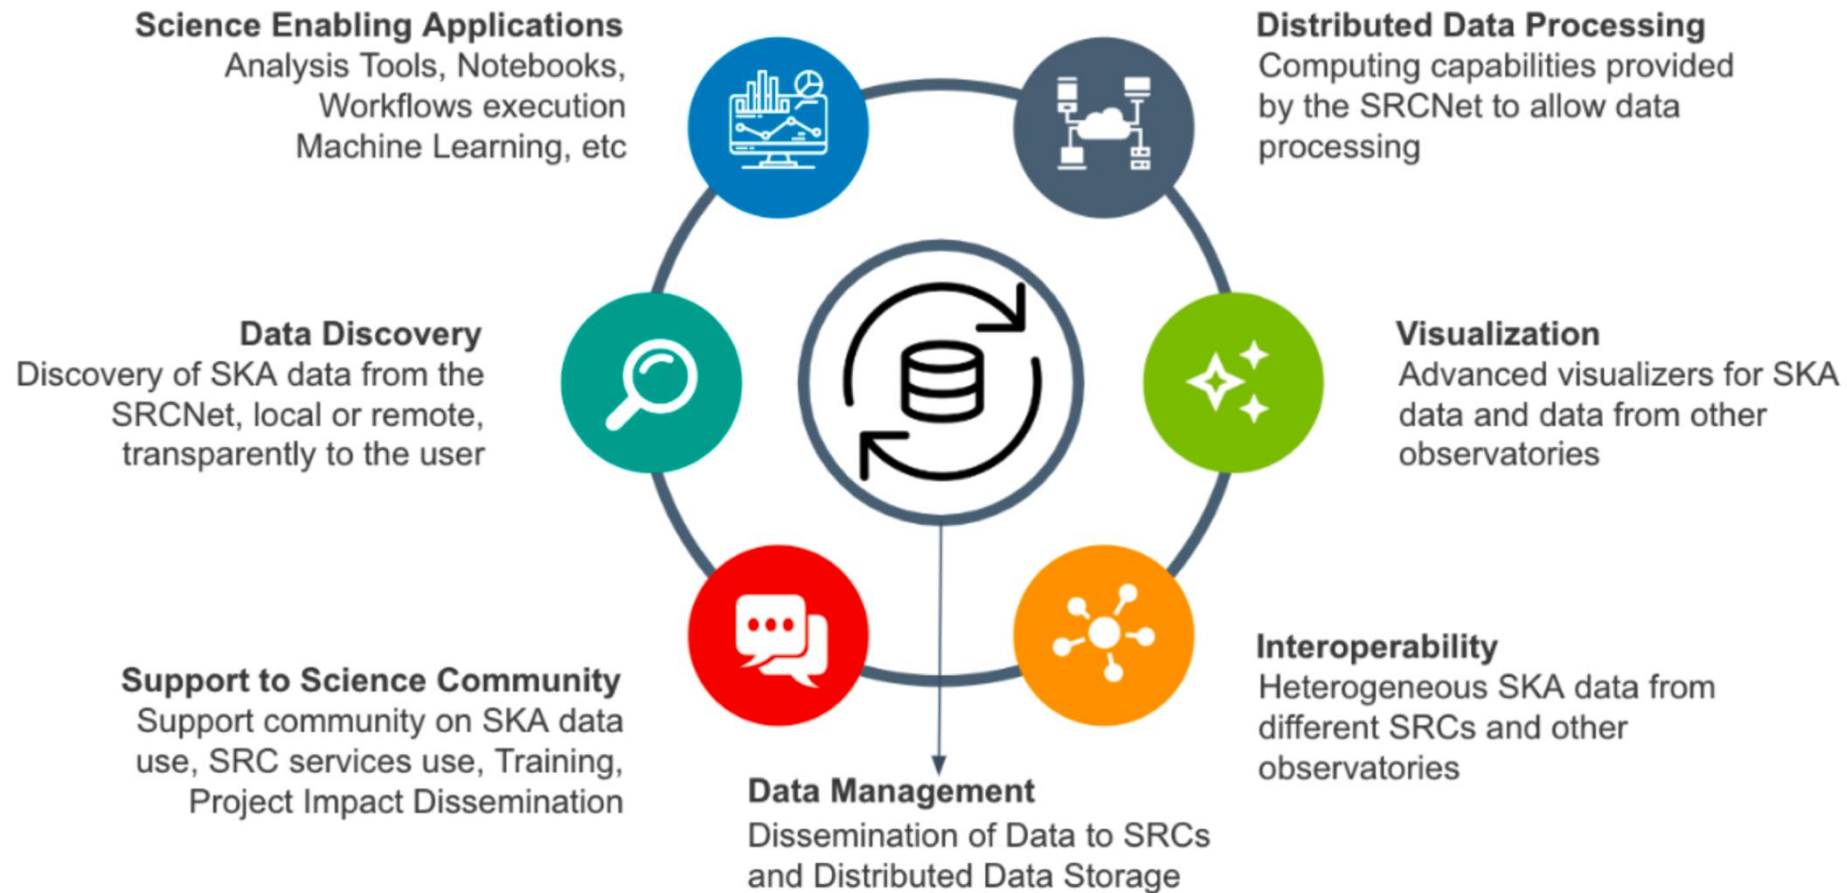 Science Enabling Applications
Analysis Tools, Notebooks,
Workflows execution
Machine Learning, etc
Distributed Data Processing
Computing capabilities provided
by the SRCNet to allow data
processing
Data Discovery
Discovery of SKA data from the
SRCNet, local or remote,
transparently to the user
Visualization
Advanced visualizers for SKA
data and data from other
observatories
Support to Science Community
Support community on SKA data
use, SRC services use, Training,
Project Impact Dissemination
Interoperability
Heterogeneous SKA data from
different SRCs and other
observatories
Data Management
Dissemination of Data to SRCs
and Distributed Data Storage